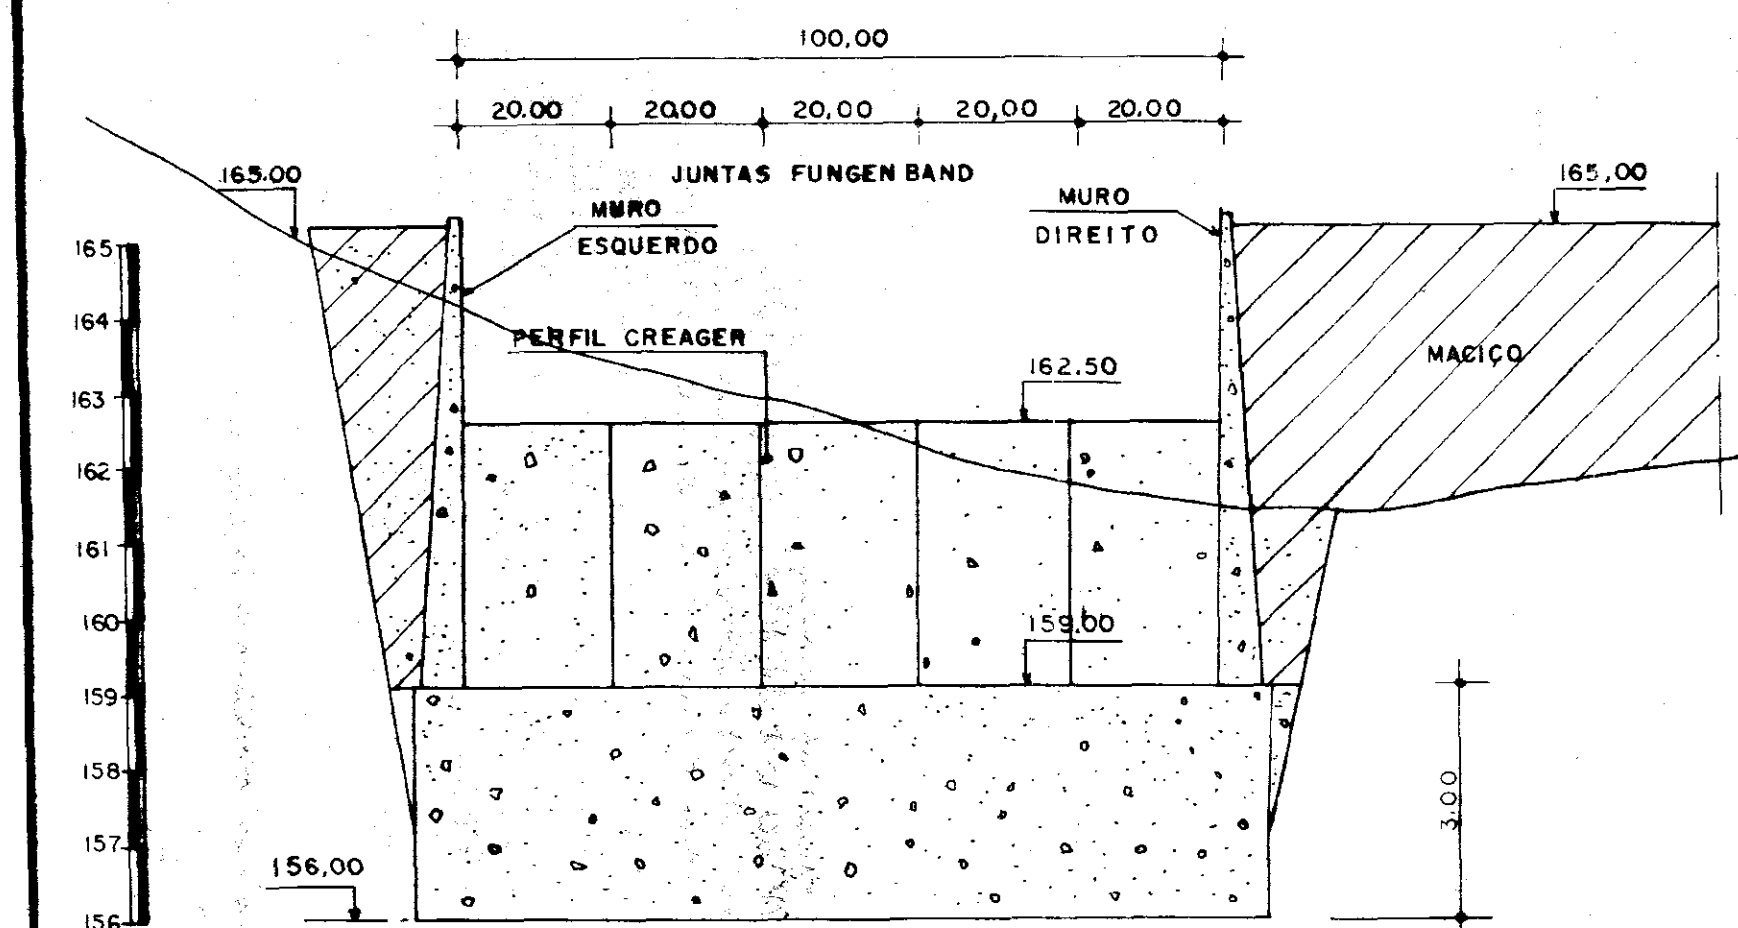 100,00
20.00 20.00 20,00 20,00 20.00
JUNTAS FUNGEN BAND
165.00
MURO
ESQUERDO
MURO
DIREITO
165,00
165
164
163
162
161
160
159
158
157
156
PERFIL CREAGER
162.50
MACIÇO
159.00
3.00
156,00